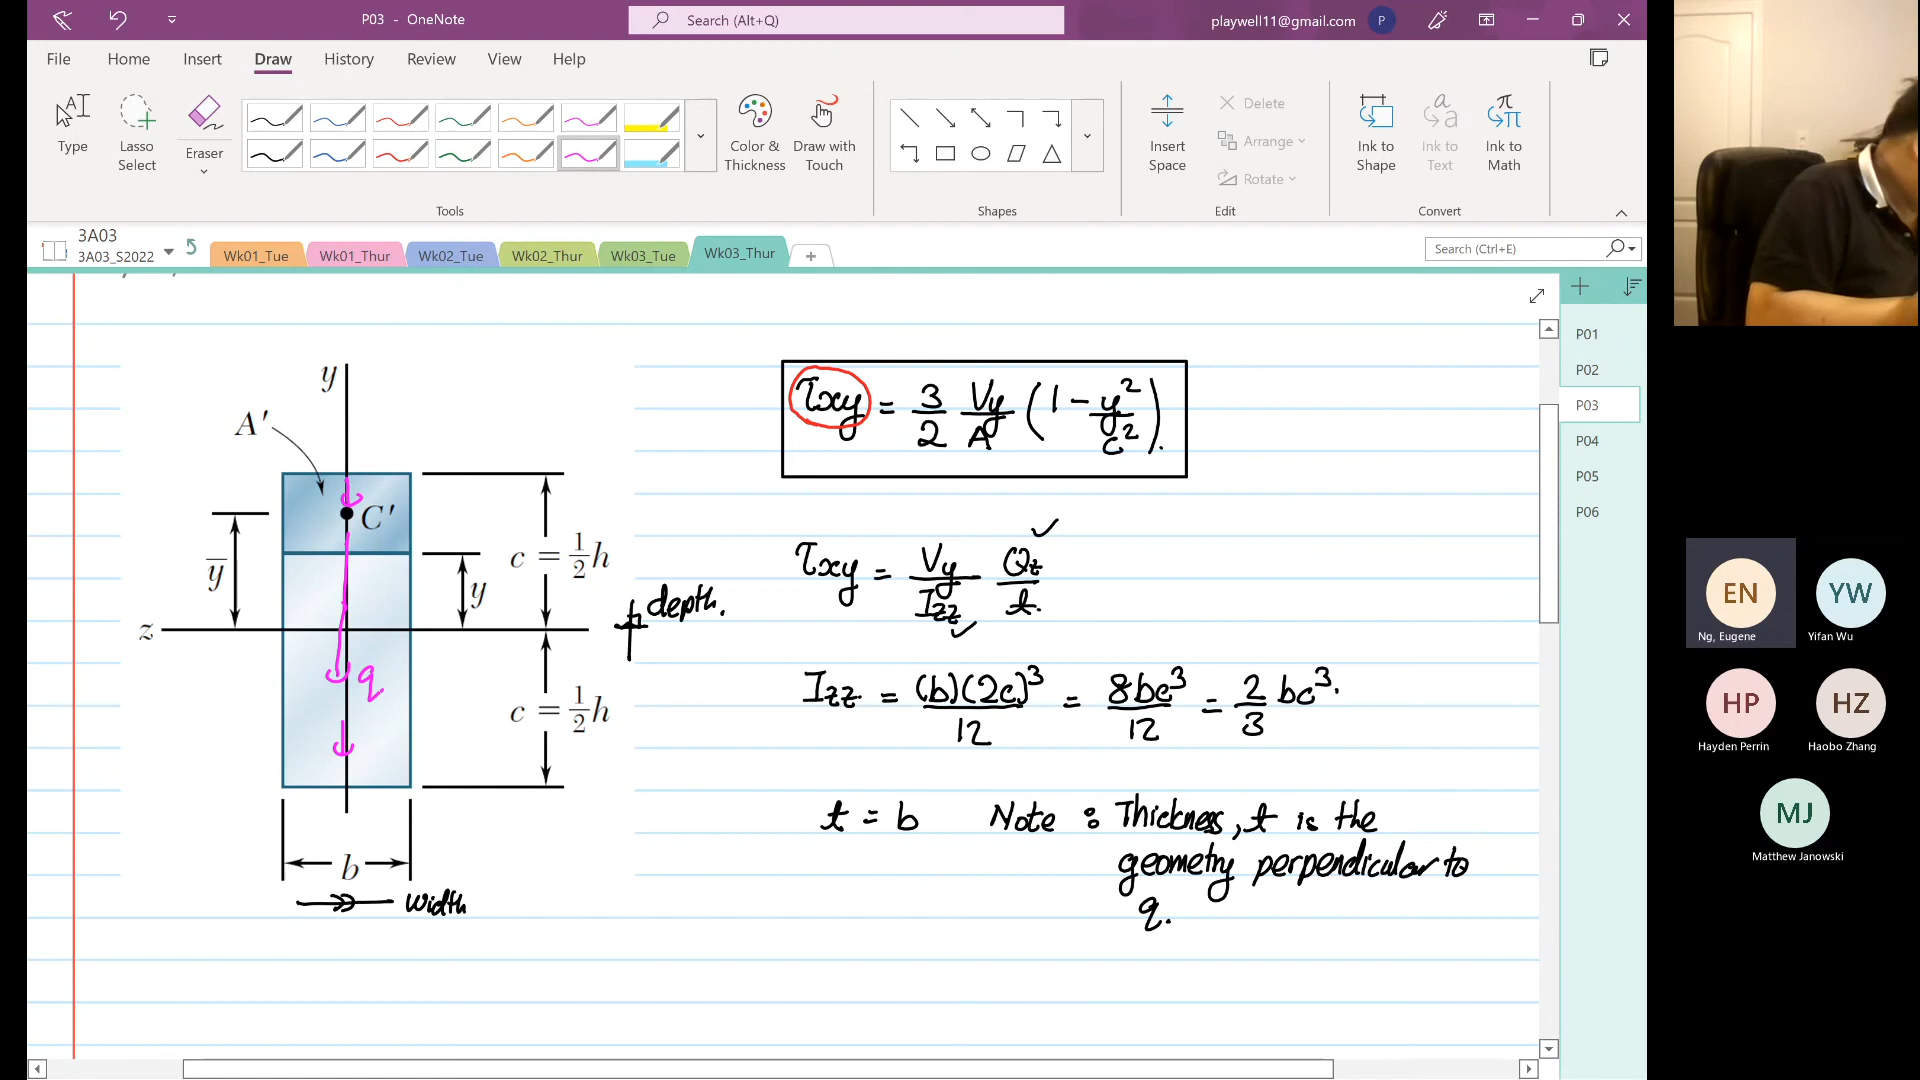 P03 - OneNote
Search (Alt+Q)
playwell11@gmail.com
P
File Home Insert Draw History Review View Help
Type
Lasso Select
Eraser
Color & Thickness
Draw with Touch
Insert Space
Delete
Arrange
Rotate
Ink to Shape
Ink to Text
Ink to Math
Tools
Shapes
Edit
Convert
3A03
3A03_S2022
Wk01_Tue
Wk01_Thur
Wk02_Tue
Wk02_Thur
Wk03_Tue
Wk03_Thur
Search (Ctrl+E)
P01
P02
P03
P04
P05
P06
y
A′
C′
ȳ
y
c = ½h
z
depth.
q
c = ½h
b
width
τxy = 3/2 Vy/A (1 - y²/c²).
τxy = Vy/Izz Qz/t.
Izz. = (b)(2c)³/12 = 8bc³/12 = 2/3 bc³.
t = b Note : Thickness, t is the
geometry perpendicular to
q.
EN
Ng, Eugene
YW
Yifan Wu
HP
Hayden Perrin
HZ
Haobo Zhang
MJ
Matthew Janowski